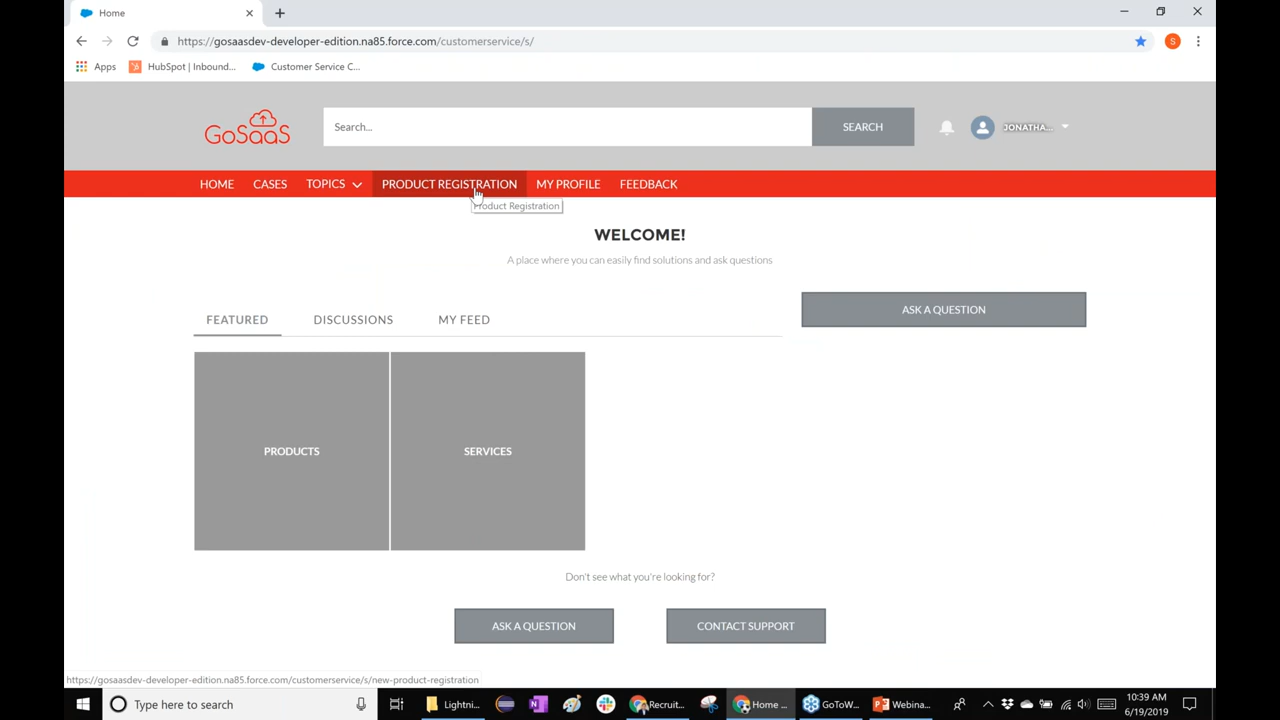 Home
https://gosaasdev-developer-edition.na85.force.com/customerservice/s/
S
Apps
HubSpot | Inbound...
Customer Service C...
GoSaaS
Search...
SEARCH
JONATHA...
HOME
CASES
TOPICS
PRODUCT REGISTRATION
MY PROFILE
FEEDBACK
Product Registration
WELCOME!
A place where you can easily find solutions and ask questions
FEATURED
DISCUSSIONS
MY FEED
ASK A QUESTION
PRODUCTS
SERVICES
Don't see what you're looking for?
ASK A QUESTION
CONTACT SUPPORT
https://gosaasdev-developer-edition.na85.force.com/customerservice/s/new-product-registration
Type here to search
Lightni...
Recruit...
Home ...
GoToW...
Webina...
10:39 AM
6/19/2019